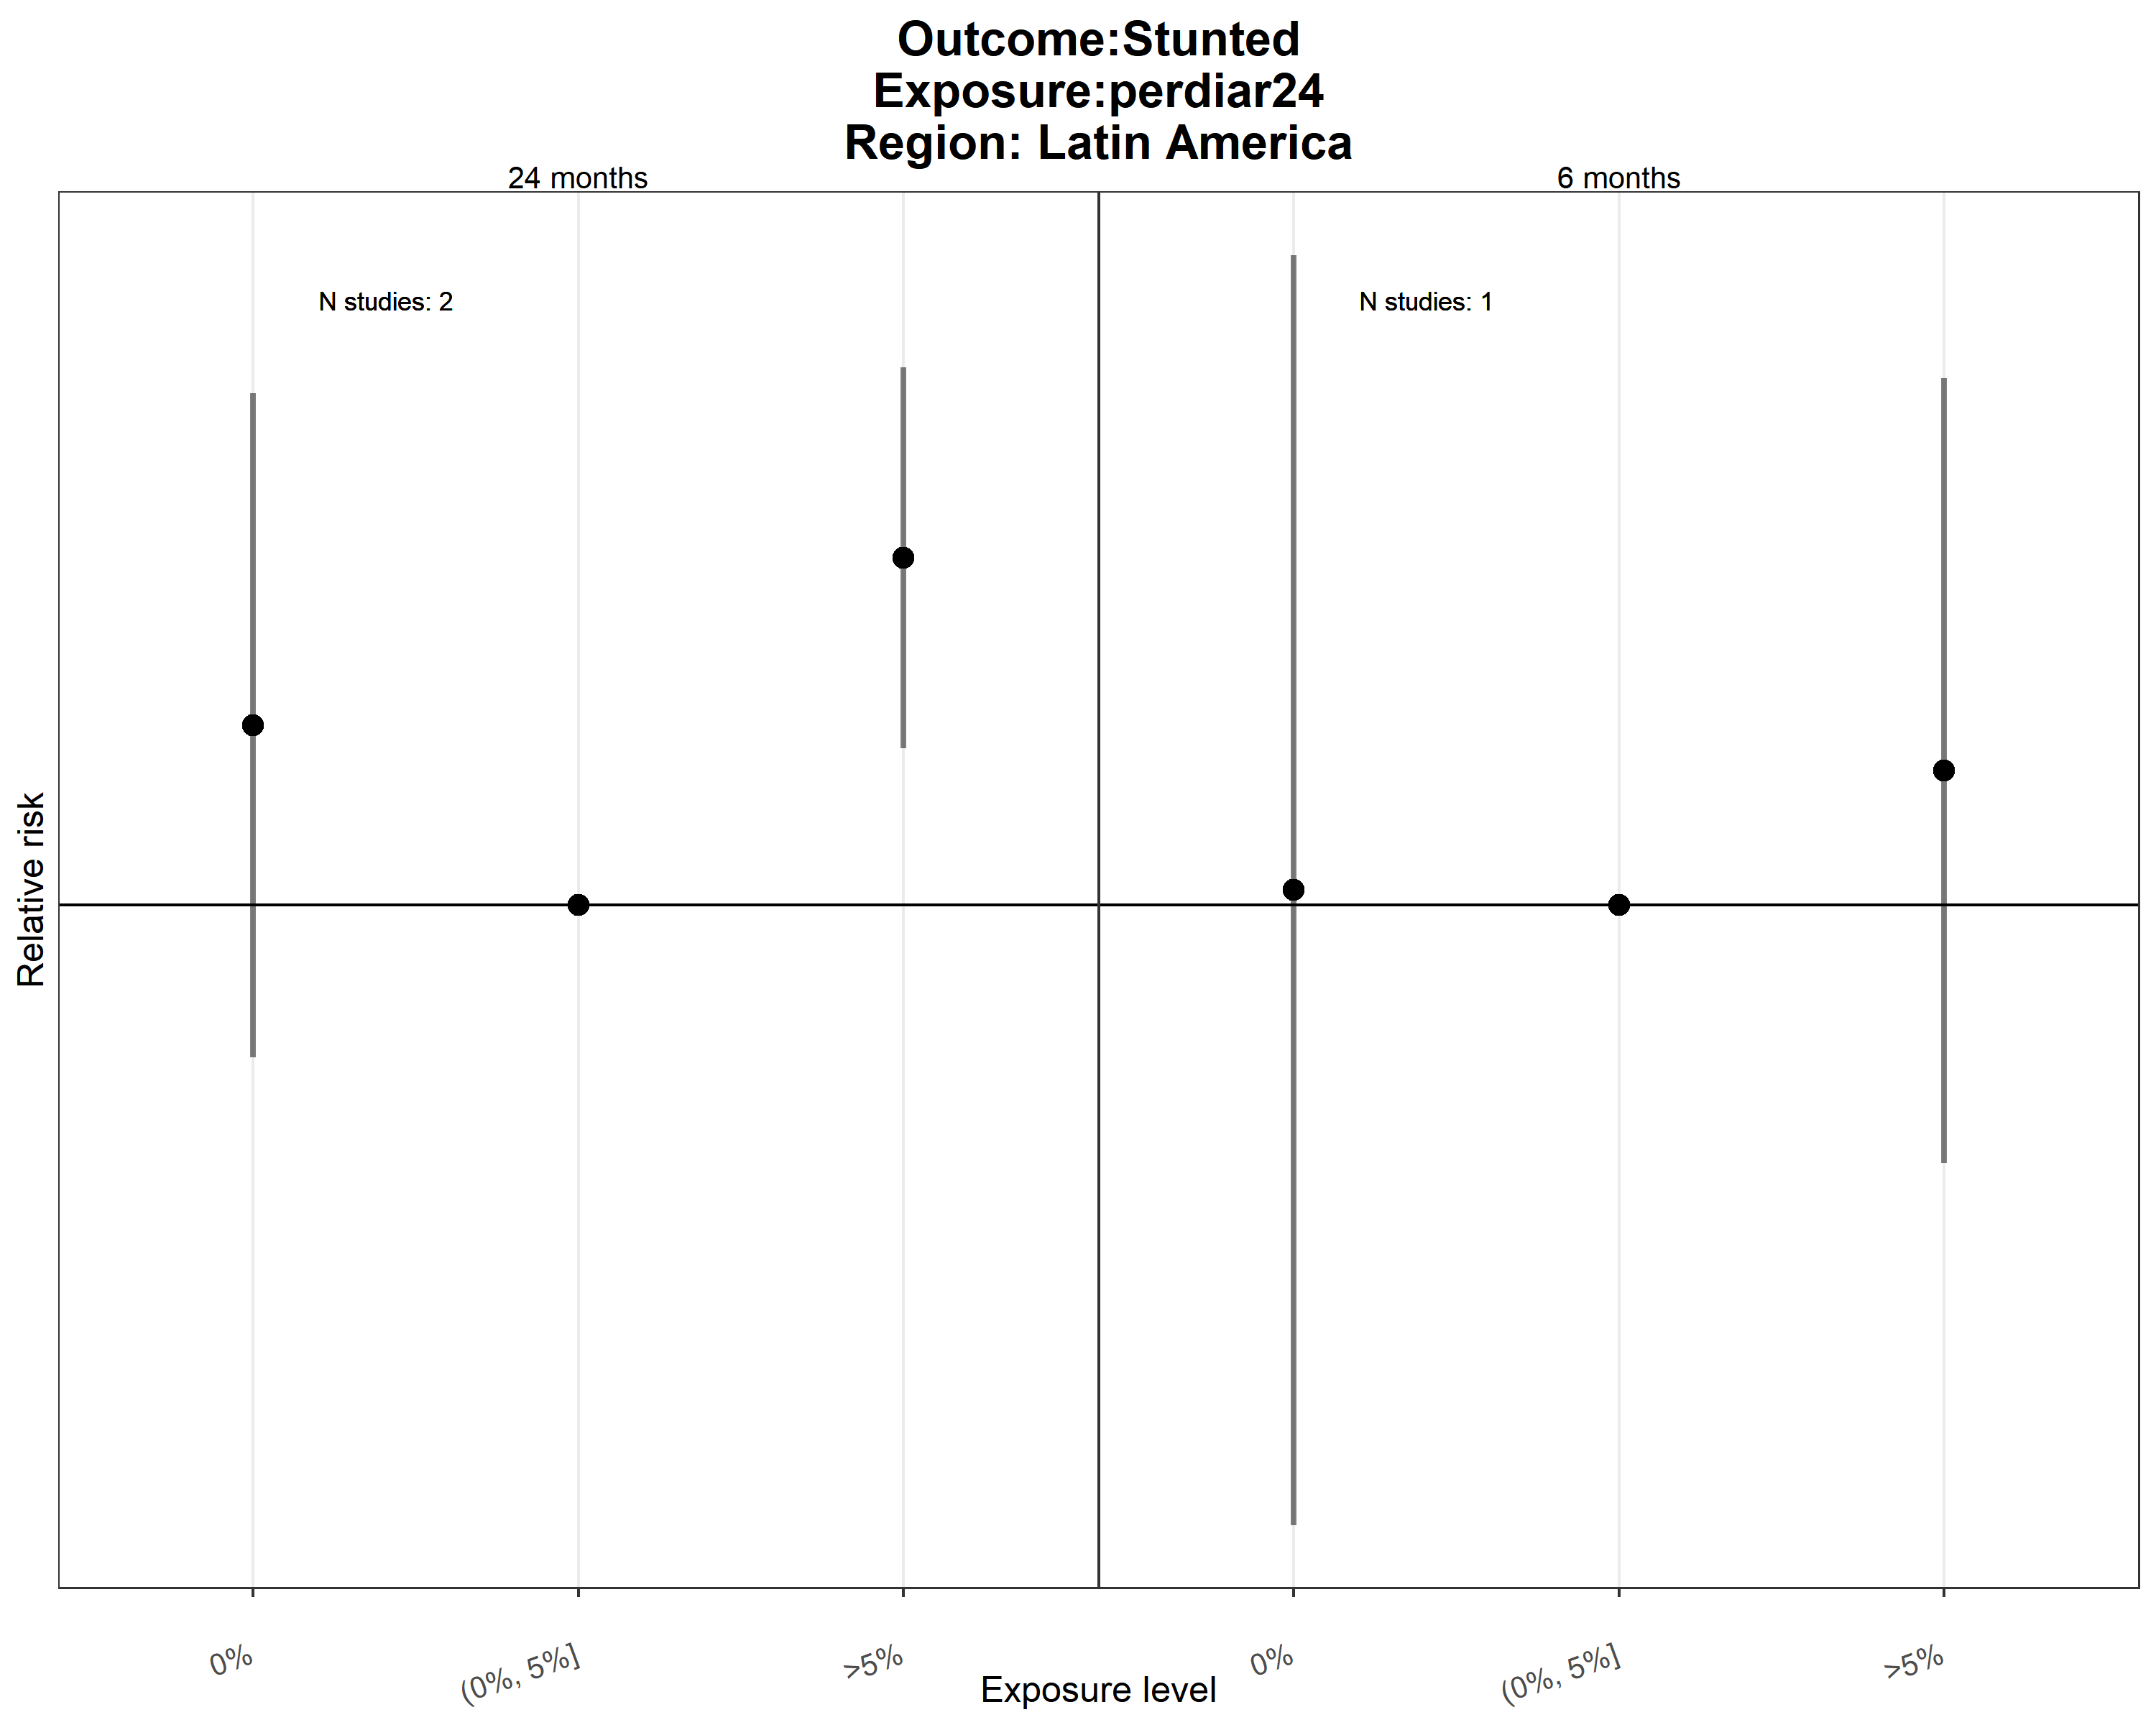 Outcome:Stunted
Exposure:perdiar24
Region: Latin America
24 months
6 months
N studies: 2
N studies: 1
Relative risk
0%
(0%, 5%]
>5%
0%
(0%, 5%]
>5%
Exposure level